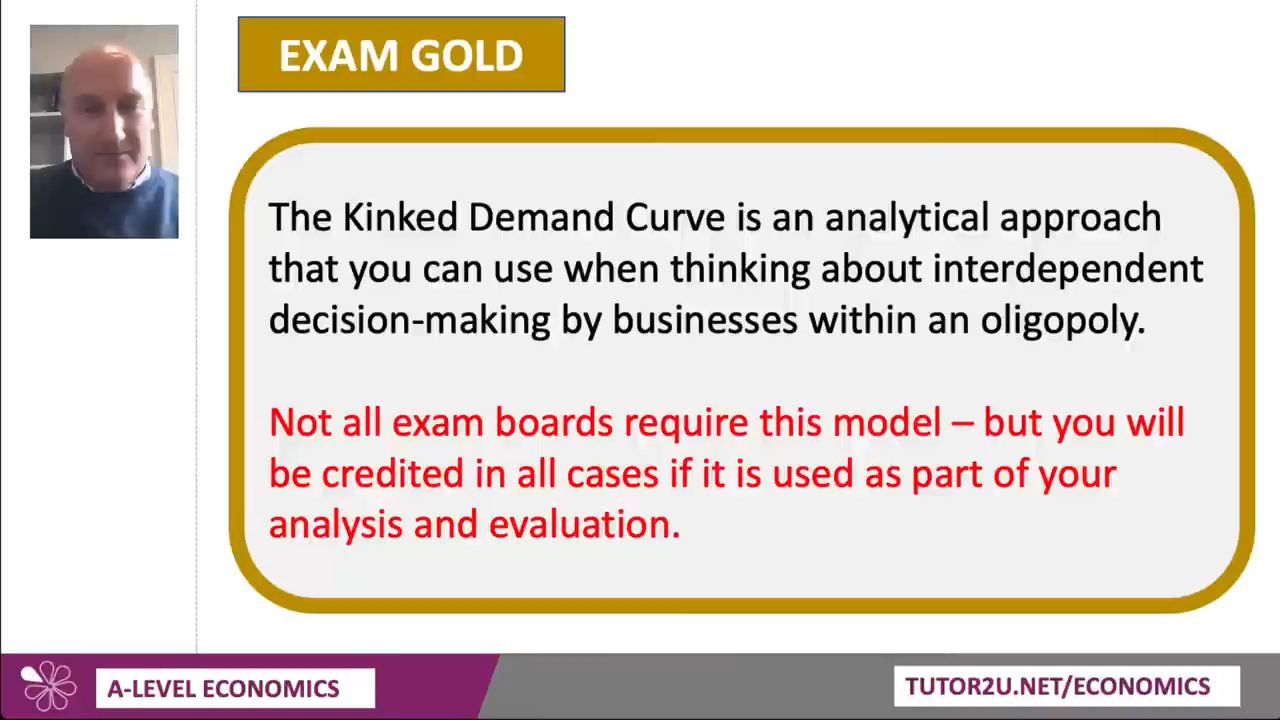 EXAM GOLD
The Kinked Demand Curve is an analytical approach
that you can use when thinking about interdependent
decision-making by businesses within an oligopoly.
Not all exam boards require this model – but you will
be credited in all cases if it is used as part of your
analysis and evaluation.
A-LEVEL ECONOMICS
TUTOR2U.NET/ECONOMICS